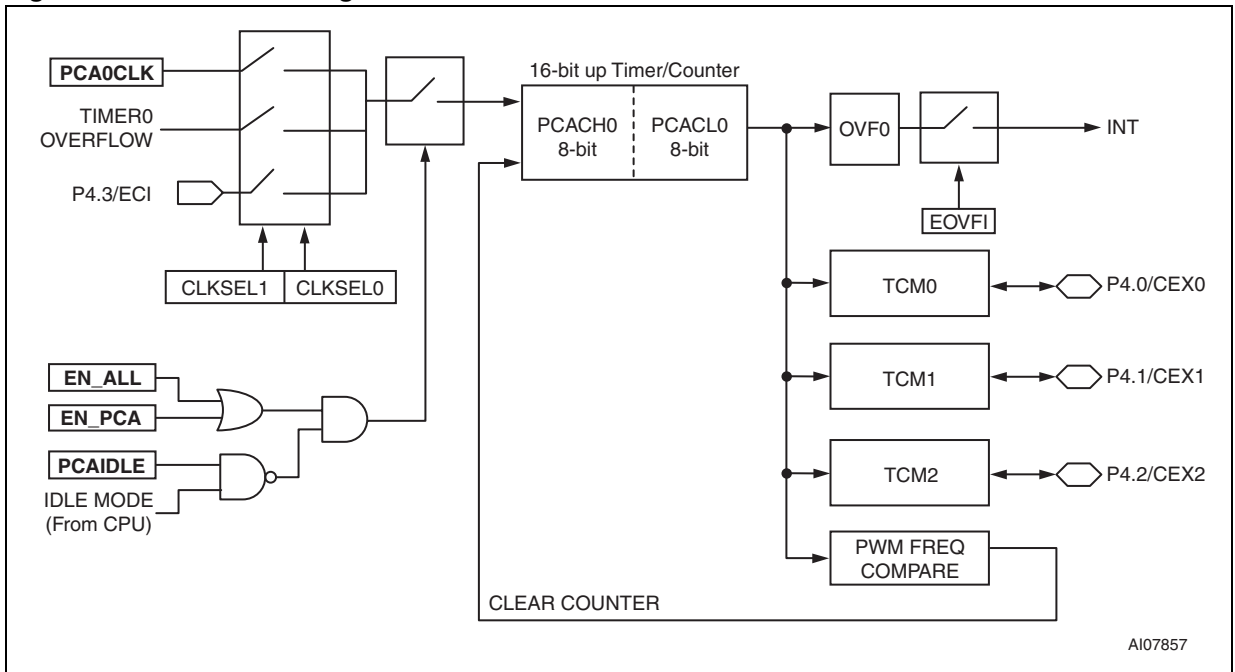 PCA0CLK
TIMER0
OVERFLOW
P4.3/ECI
CLKSEL1
CLKSEL0
EN_ALL
EN_PCA
PCAIDLE
IDLE MODE
(From CPU)
16-bit up Timer/Counter
PCACH0
8-bit
PCACL0
8-bit
OVF0
INT
EOVFI
TCM0
P4.0/CEX0
TCM1
P4.1/CEX1
TCM2
P4.2/CEX2
PWM FREQ
COMPARE
CLEAR COUNTER
AI07857